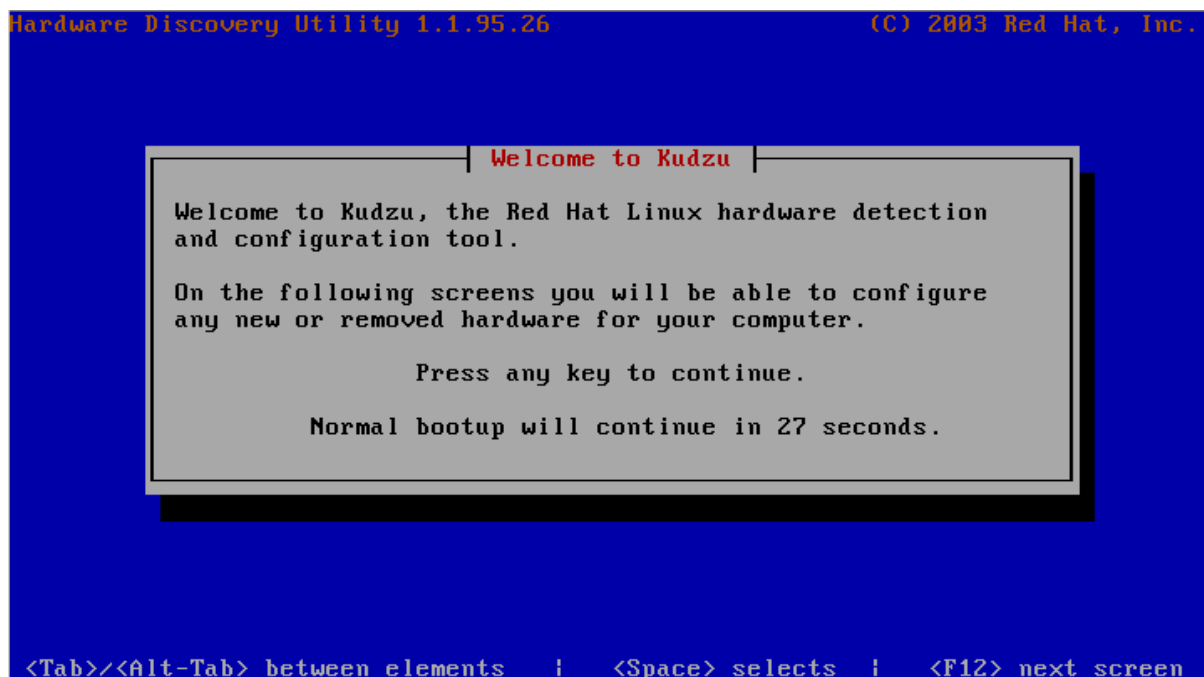 Hardware Discovery Utility 1.1.95.26 (C) 2003 Red Hat, Inc.
Welcome to Kudzu
Welcome to Kudzu, the Red Hat Linux hardware detection
and configuration tool.
On the following screens you will be able to configure
any new or removed hardware for your computer.
Press any key to continue.
Normal bootup will continue in 27 seconds.
<Tab>/<Alt-Tab> between elements | <Space> selects | <F12> next screen